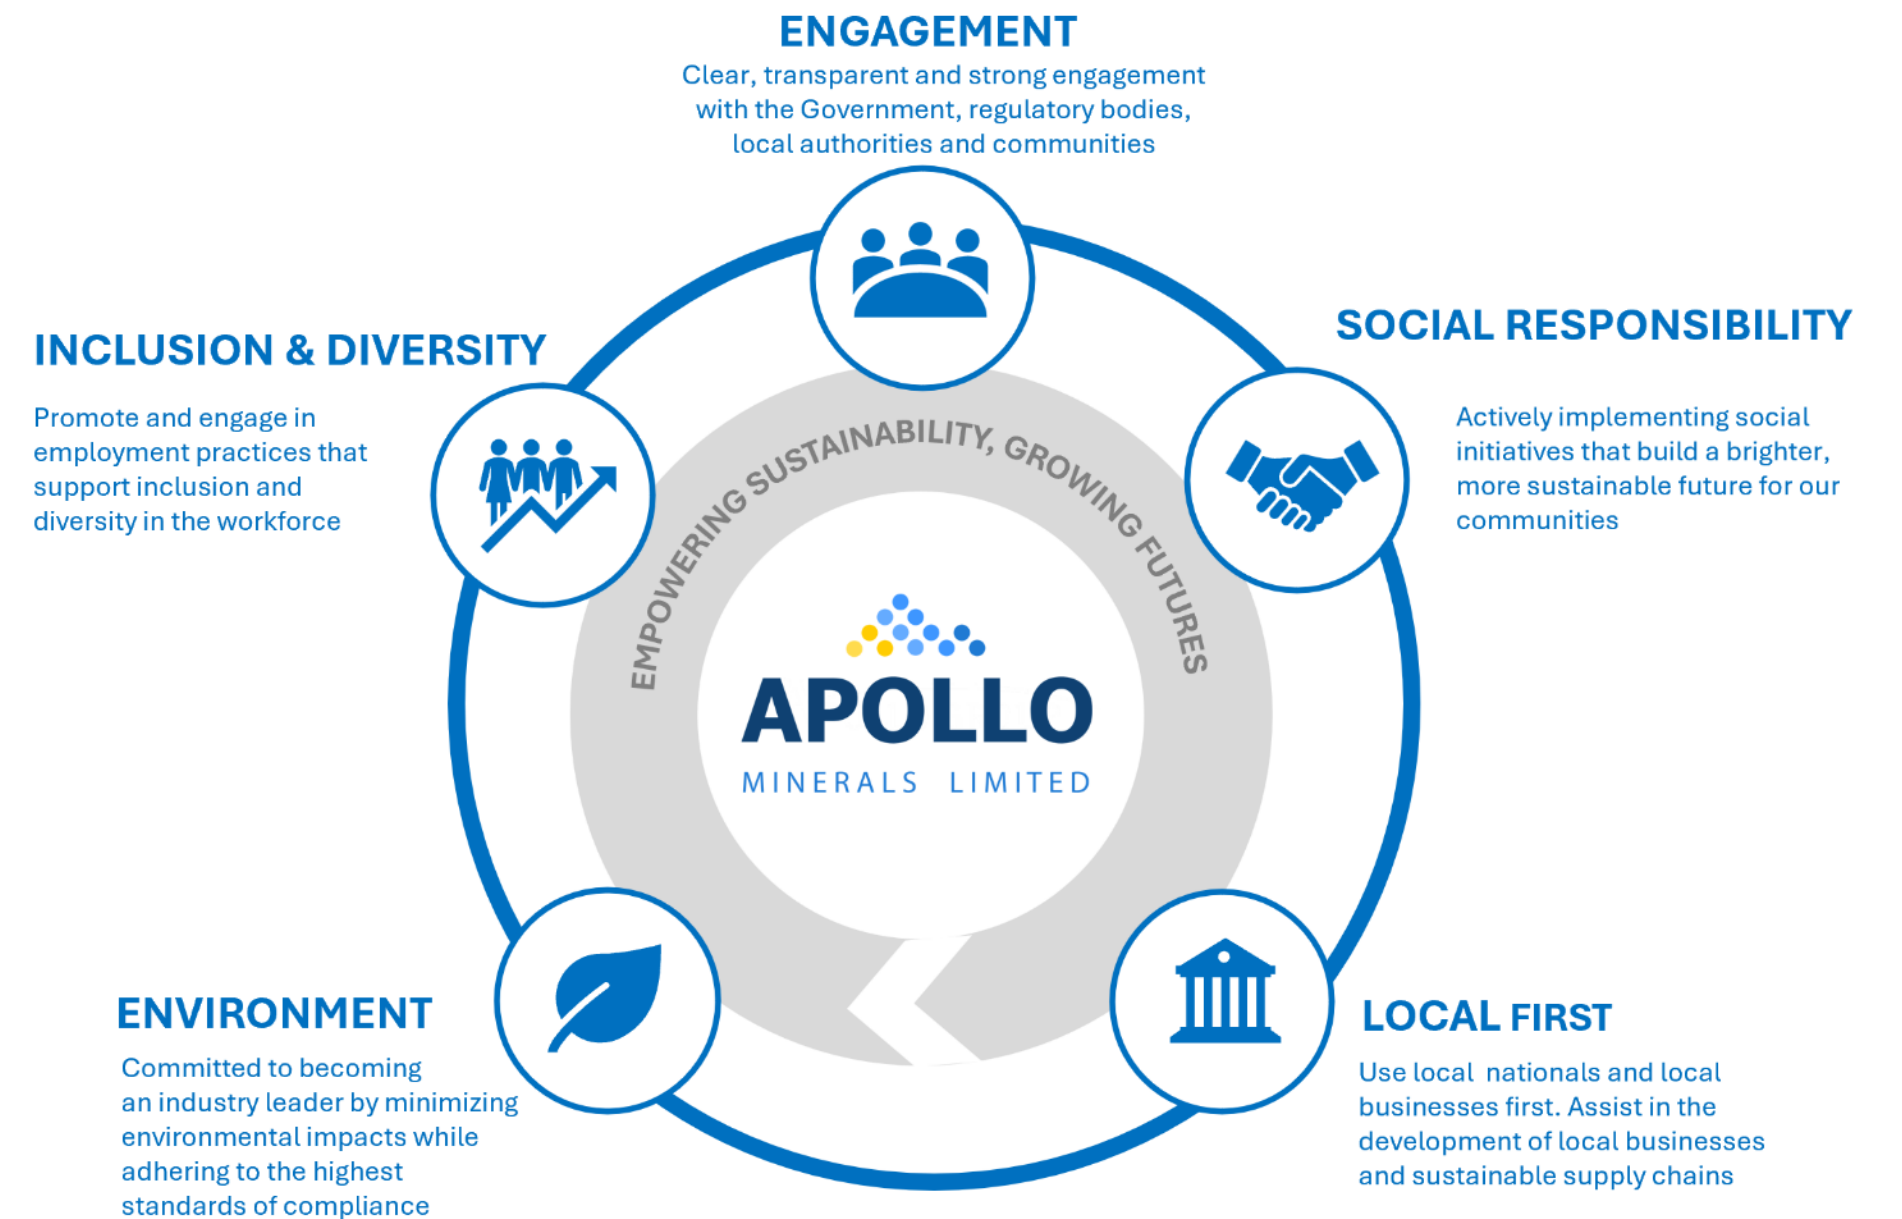 ENGAGEMENT
Clear, transparent and strong engagement
with the Government, regulatory bodies,
local authorities and communities
INCLUSION & DIVERSITY
Promote and engage in
employment practices that
support inclusion and
diversity in the workforce
SOCIAL RESPONSIBILITY
Actively implementing social
initiatives that build a brighter,
more sustainable future for our
communities
EMPOWERING SUSTAINABILITY, GROWING FUTURES
APOLLO
MINERALS LIMITED
ENVIRONMENT
Committed to becoming
an industry leader by minimizing
environmental impacts while
adhering to the highest
standards of compliance
LOCAL FIRST
Use local nationals and local
businesses first. Assist in the
development of local businesses
and sustainable supply chains